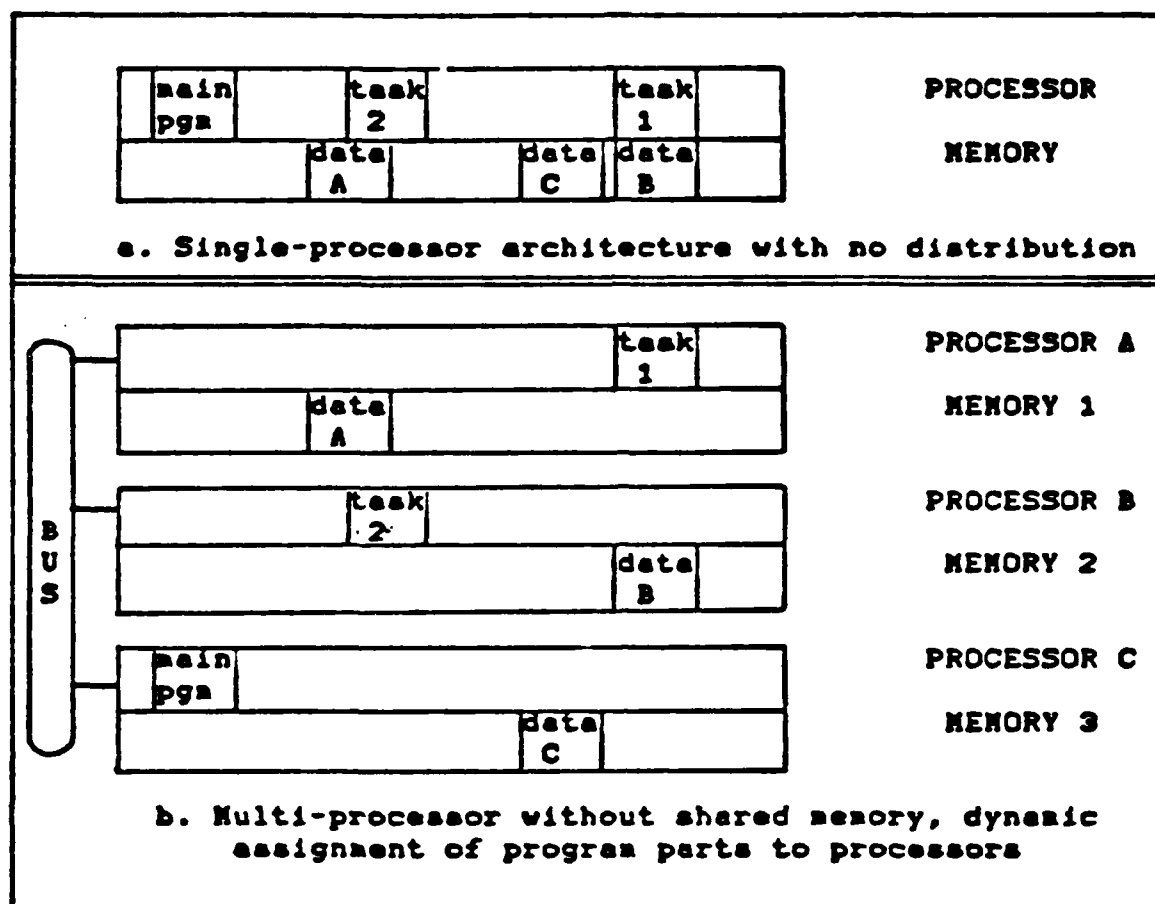 main task task PROCESSOR
pgm 2 1
data data data MEMORY
A C B
a. Single-processor architecture with no distribution
task PROCESSOR A
1
data MEMORY 1
A
task PROCESSOR B
2
data MEMORY 2
B
BUS
main PROCESSOR C
pgm
data MEMORY 3
C
b. Multi-processor without shared memory, dynamic
assignment of program parts to processors